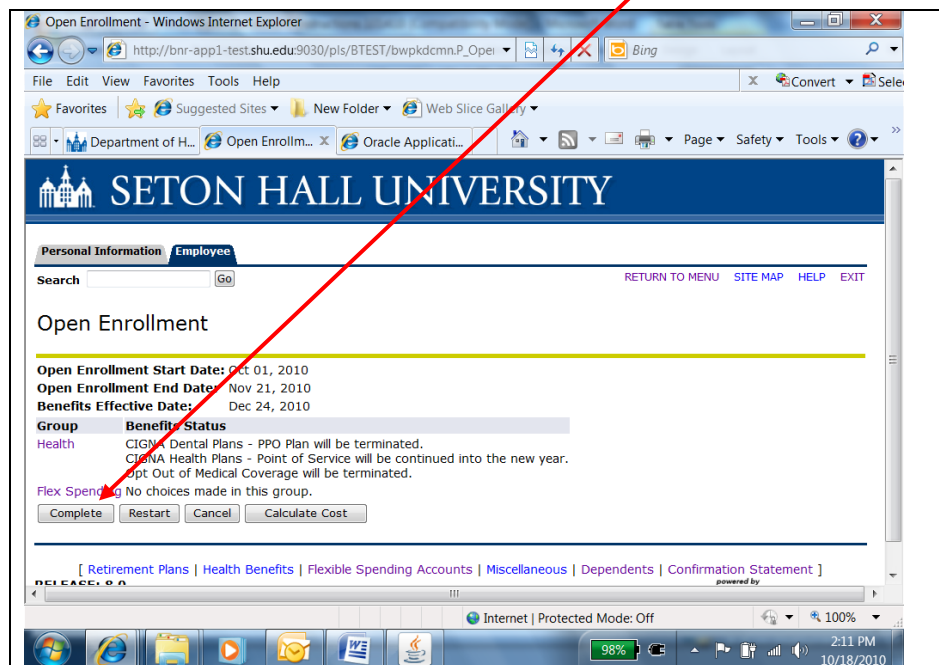 Open Enrollment - Windows Internet Explorer
http://bnr-app1-test.shu.edu:9030/pls/BTEST/bwpkdcmn.P_Oper
Bing
File Edit View Favorites Tools Help
x Convert Selec
Favorites Suggested Sites New Folder Web Slice Gallery
Department of H... Open Enrollm... X Oracle Applicati... Page Safety Tools
SETON HALL UNIVERSITY
Personal Information Employee
Search Go RETURN TO MENU SITE MAP HELP EXIT
Open Enrollment
Open Enrollment Start Date: Oct 01, 2010
Open Enrollment End Date: Nov 21, 2010
Benefits Effective Date: Dec 24, 2010
Group Benefits Status
Health CIGNA Dental Plans - PPO Plan will be terminated.
CIGNA Health Plans - Point of Service will be continued into the new year.
Opt Out of Medical Coverage will be terminated.
Flex Spending No choices made in this group.
Complete Restart Cancel Calculate Cost
[ Retirement Plans | Health Benefits | Flexible Spending Accounts | Miscellaneous | Dependents | Confirmation Statement ]
RELEASE: 8.0 powered by
Internet | Protected Mode: Off 100%
98% 2:11 PM
10/18/2010